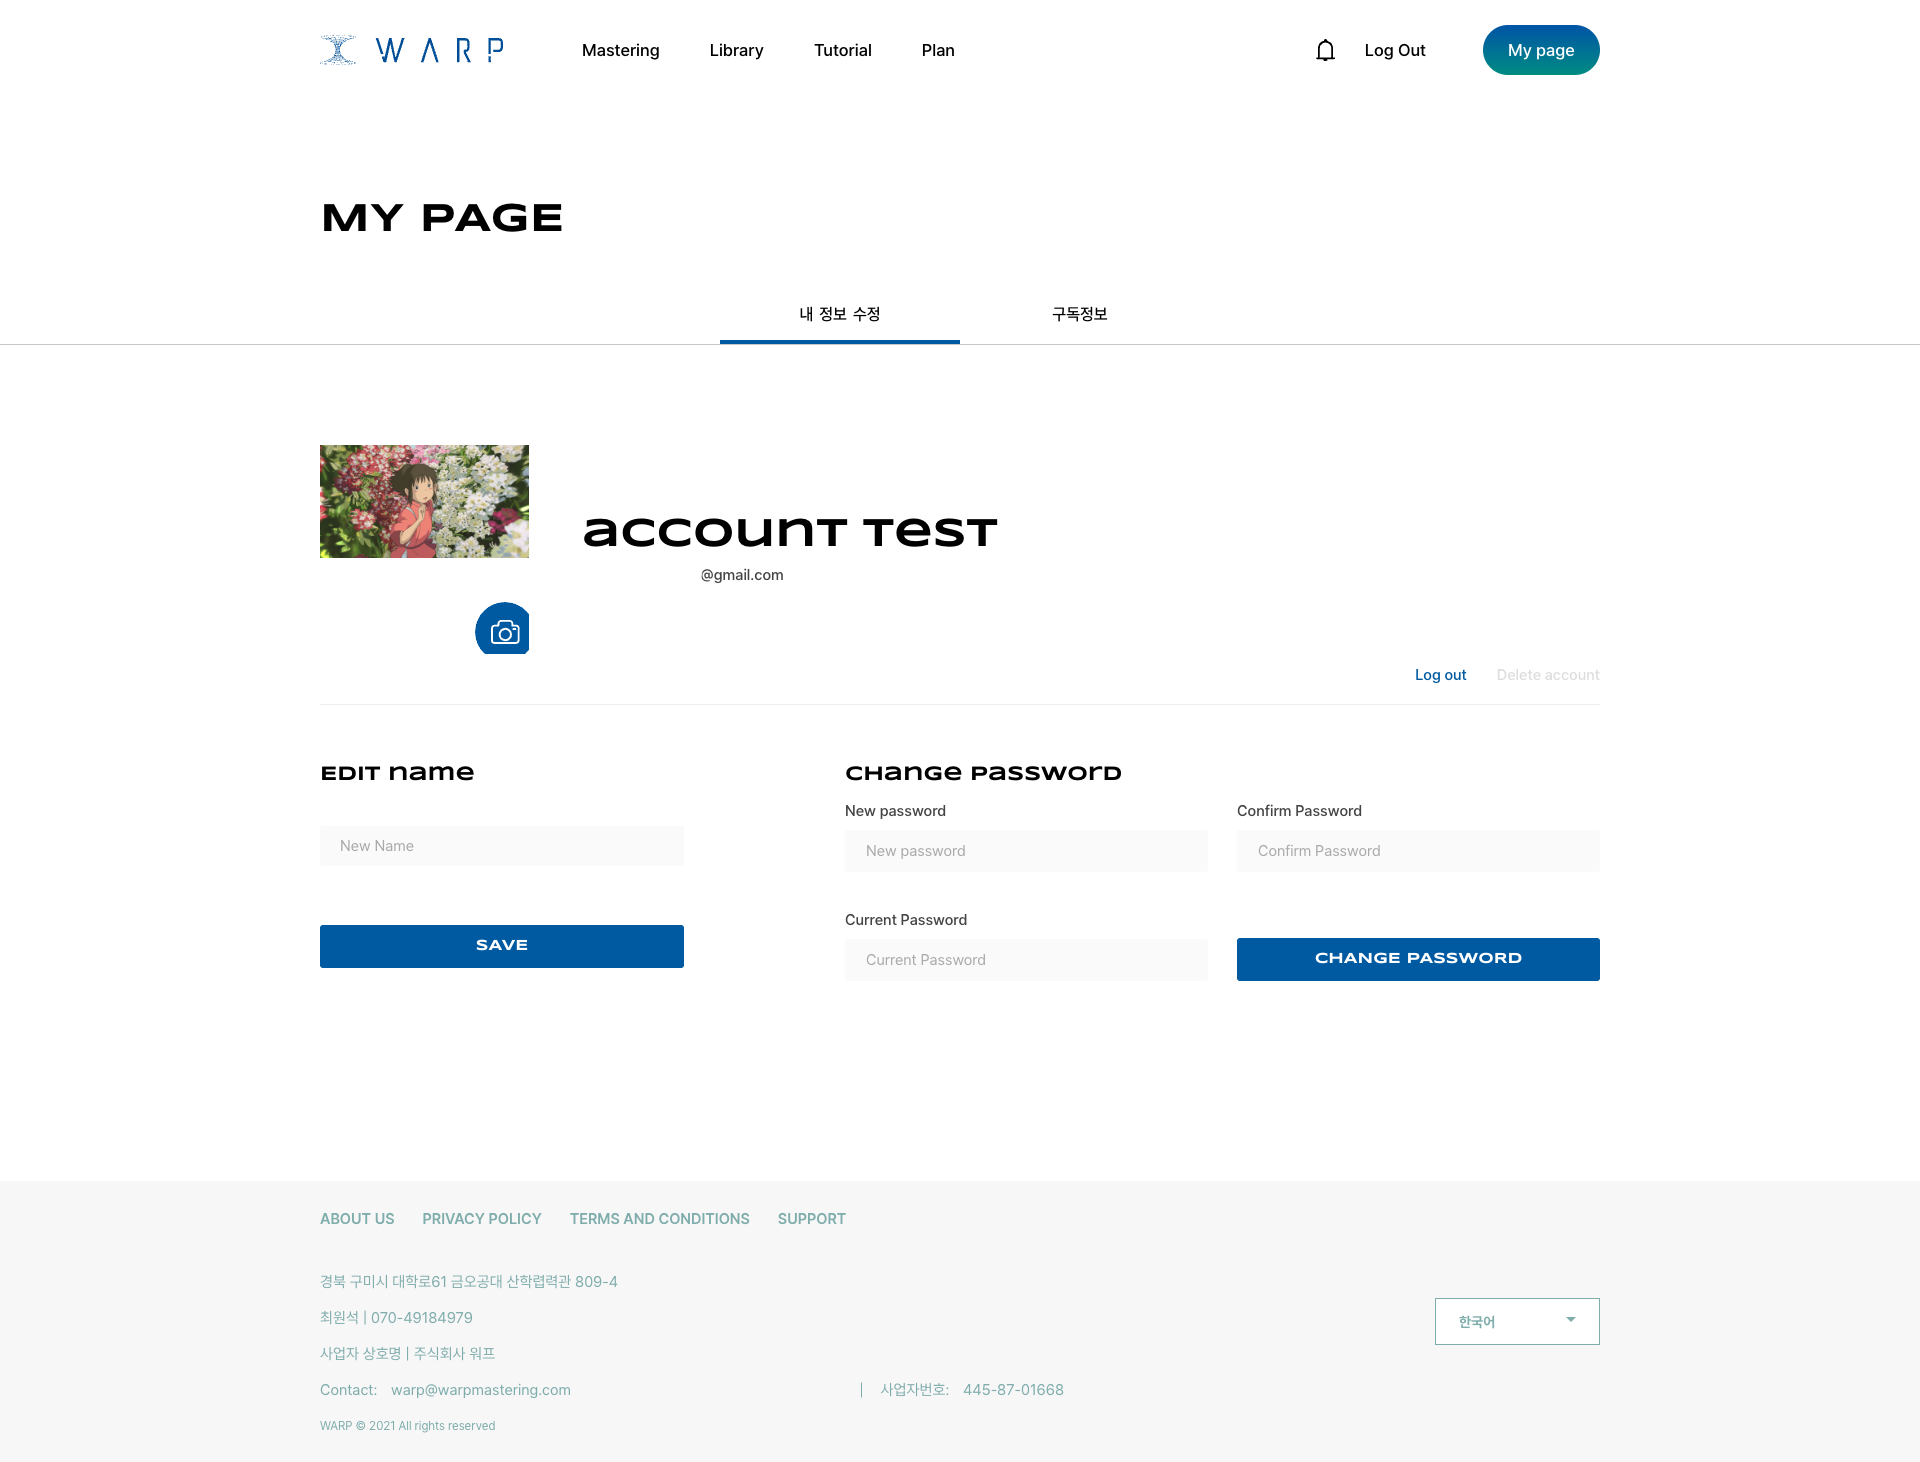 WARP
Mastering Library Tutorial Plan Log Out My page
MY PAGE
내 정보 수정 구독정보
account test
@gmail.com
Log out Delete account
EDIT name
CHange Password
New password Confirm Password
New Name
New password Confirm Password
Current Password
SAVE
Current Password
CHANGE PASSWORD
ABOUT US PRIVACY POLICY TERMS AND CONDITIONS SUPPORT
경북 구미시 대학로61 금오공대 산학렵력관 809-4
최원석 | 070-49184979
한국어
사업자 상호명 | 주식회사 워프
Contact: warp@warpmastering.com | 사업자번호: 445-87-01668
WARP © 2021 All rights reserved